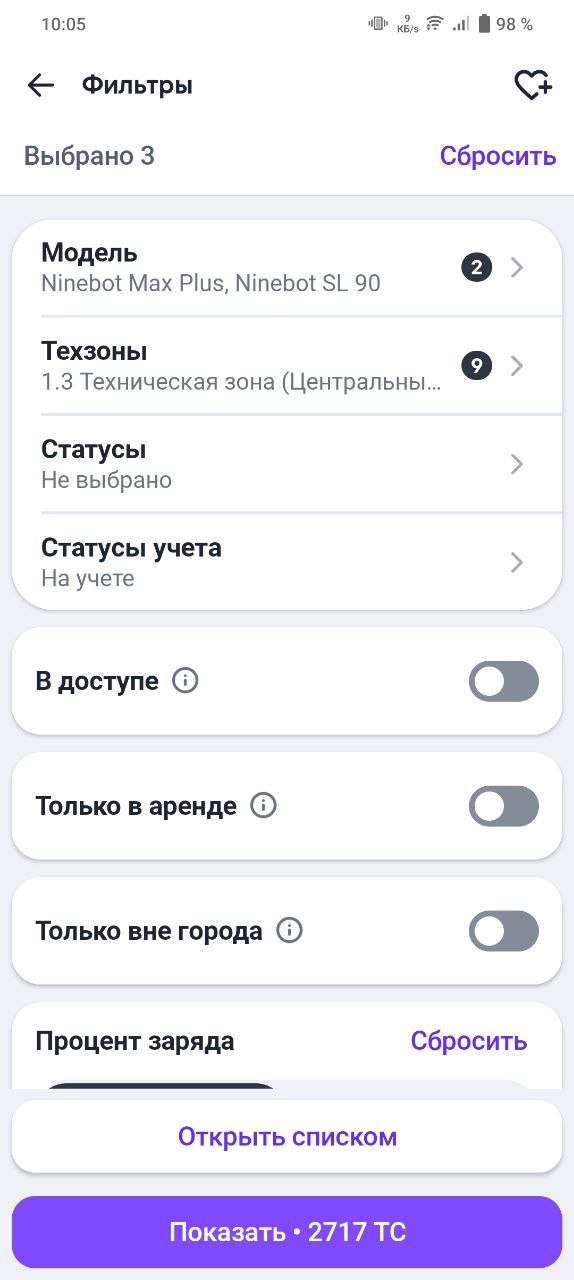 10:05
9
КБ/s
98 %
Фильтры
Выбрано 3
Сбросить
Модель
Ninebot Max Plus, Ninebot SL 90
2
Техзоны
1.3 Техническая зона (Центральны...
9
Статусы
Не выбрано
Статусы учета
На учете
В доступе
Только в аренде
Только вне города
Процент заряда
Сбросить
Открыть списком
Показать • 2717 ТС